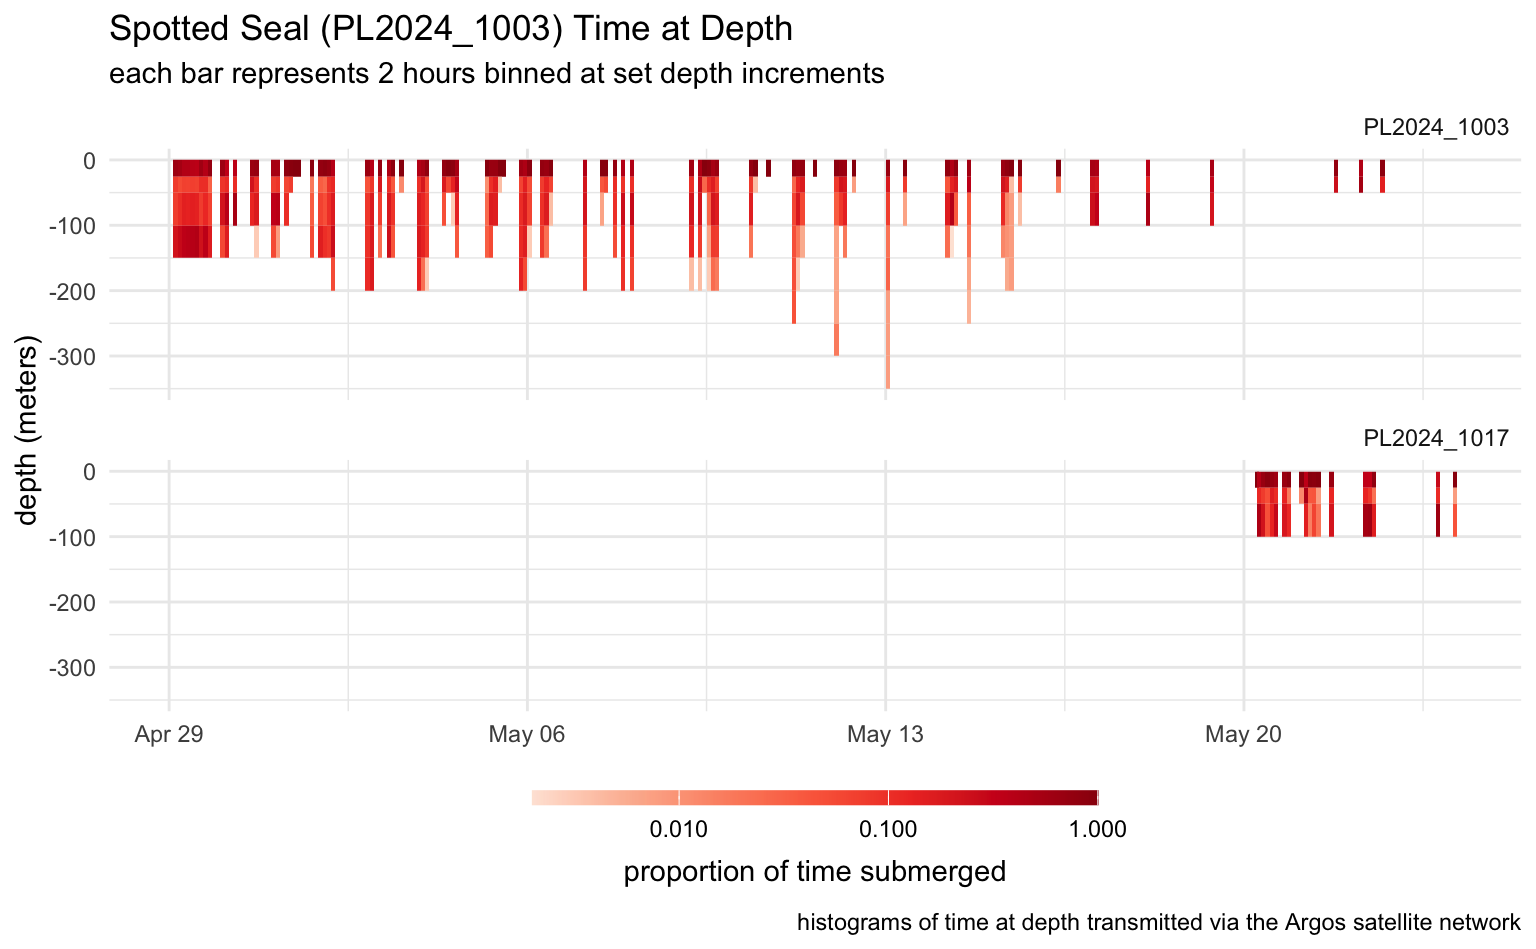 Spotted Seal (PL2024_1003) Time at Depth
each bar represents 2 hours binned at set depth increments
PL2024_1003
0
-100
-200
-300
depth (meters)
PL2024_1017
0
-100
-200
-300
Apr 29 May 06 May 13 May 20
0.010 0.100 1.000
proportion of time submerged
histograms of time at depth transmitted via the Argos satellite network